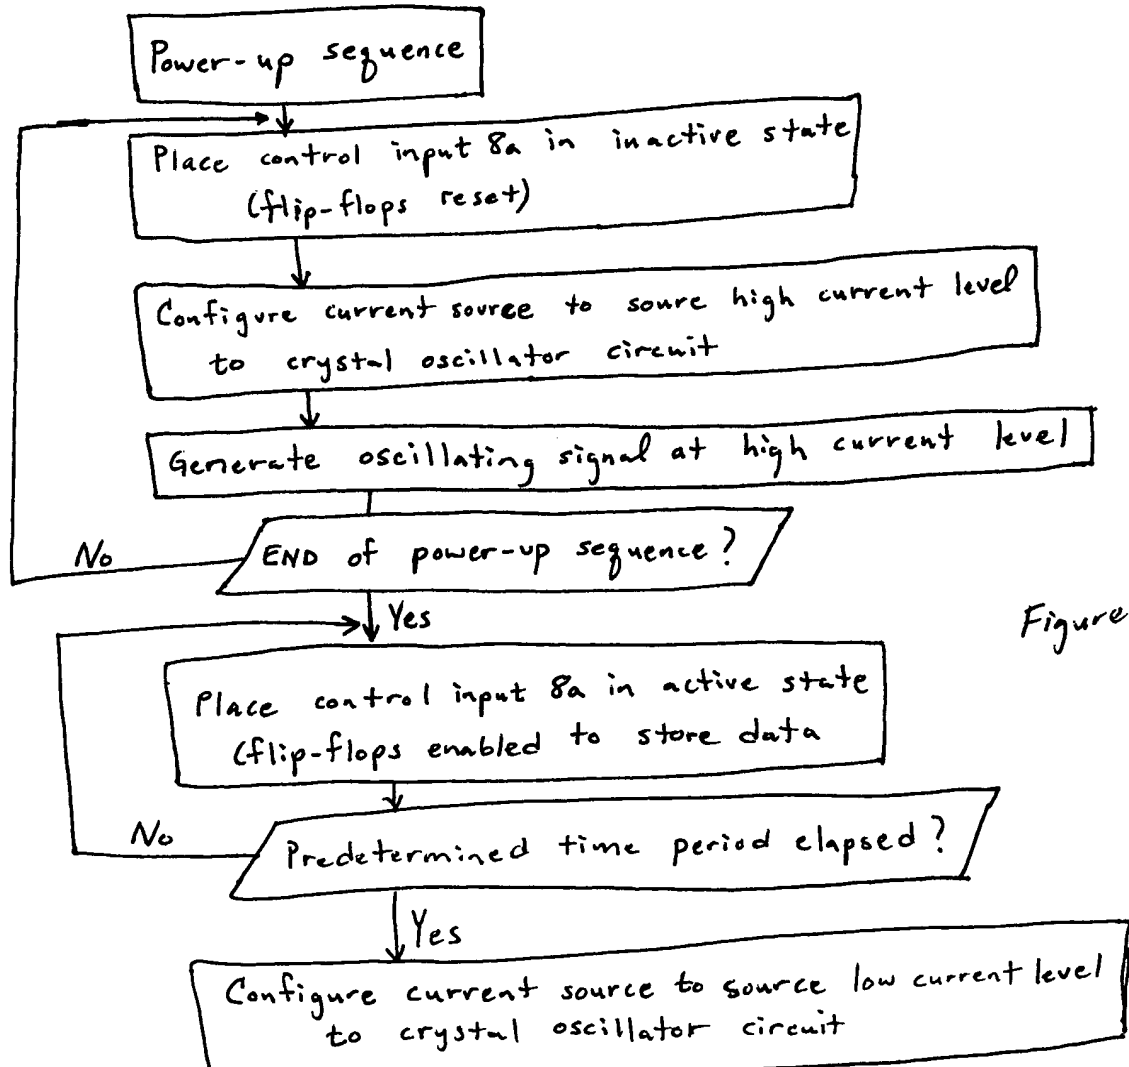 Power-up sequence
Place control input 8a in inactive state
(flip-flops reset)
Configure current source to soure high current level
to crystal oscillator circuit
Generate oscillating signal at high current level
No
END of power-up sequence?
Yes
Figure
Place control input 8a in active state
(flip-flops enabled to store data
No
Predetermined time period elapsed?
Yes
Configure current source to source low current level
to crystal oscillator circuit